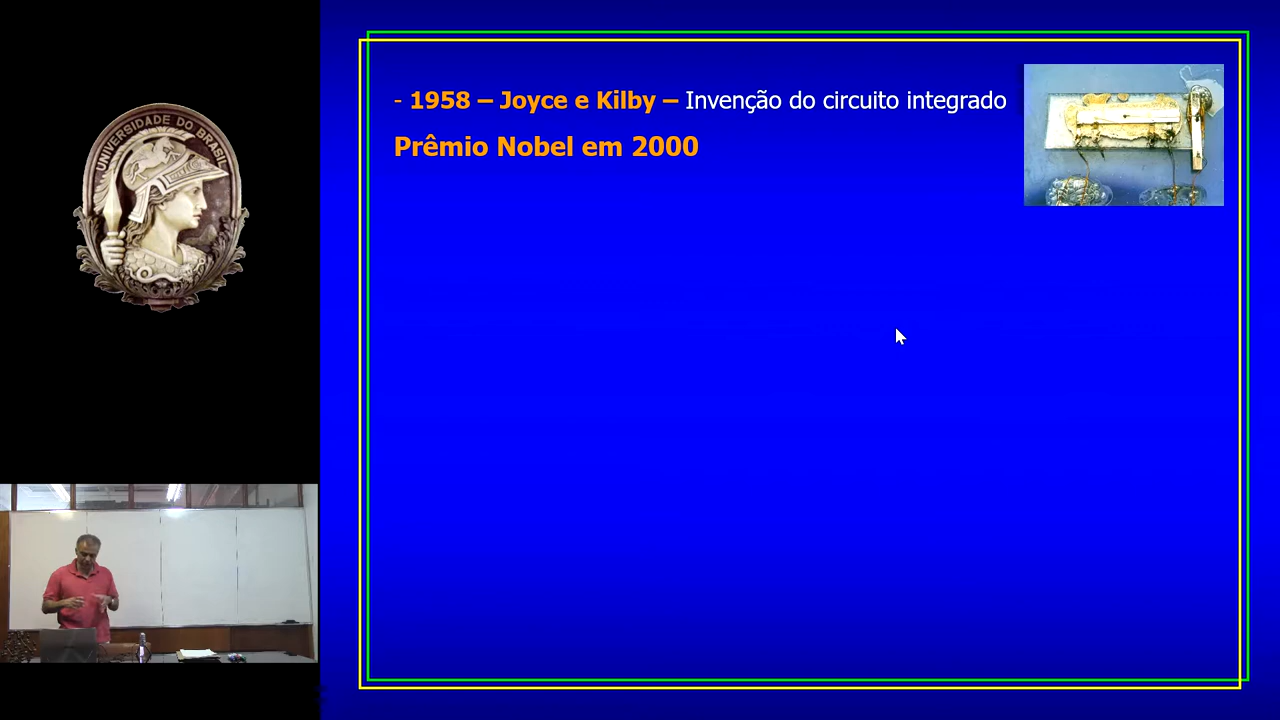 UNIVERSIDADE DO BRASIL
- 1958 – Joyce e Kilby – Invenção do circuito integrado
Prêmio Nobel em 2000